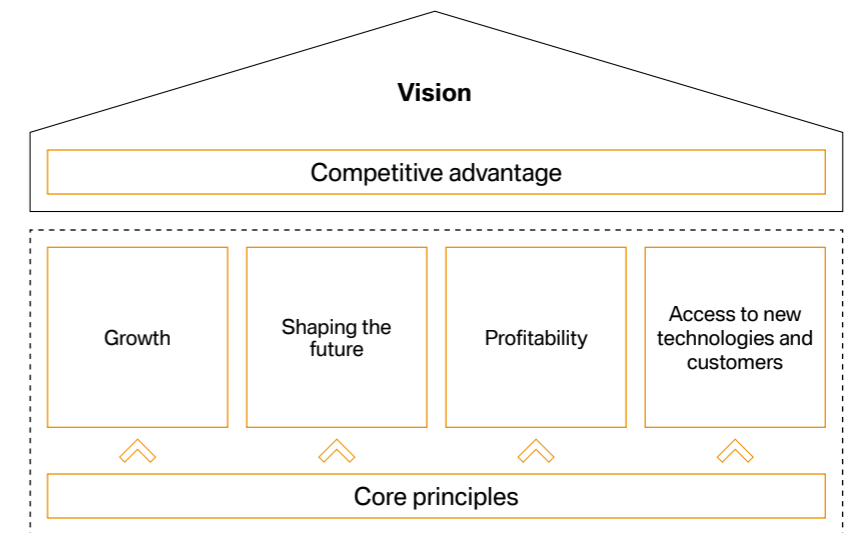 Vision
Competitive advantage
Growth
Shaping the
future
Profitability
Access to new
technologies and
customers
Core principles